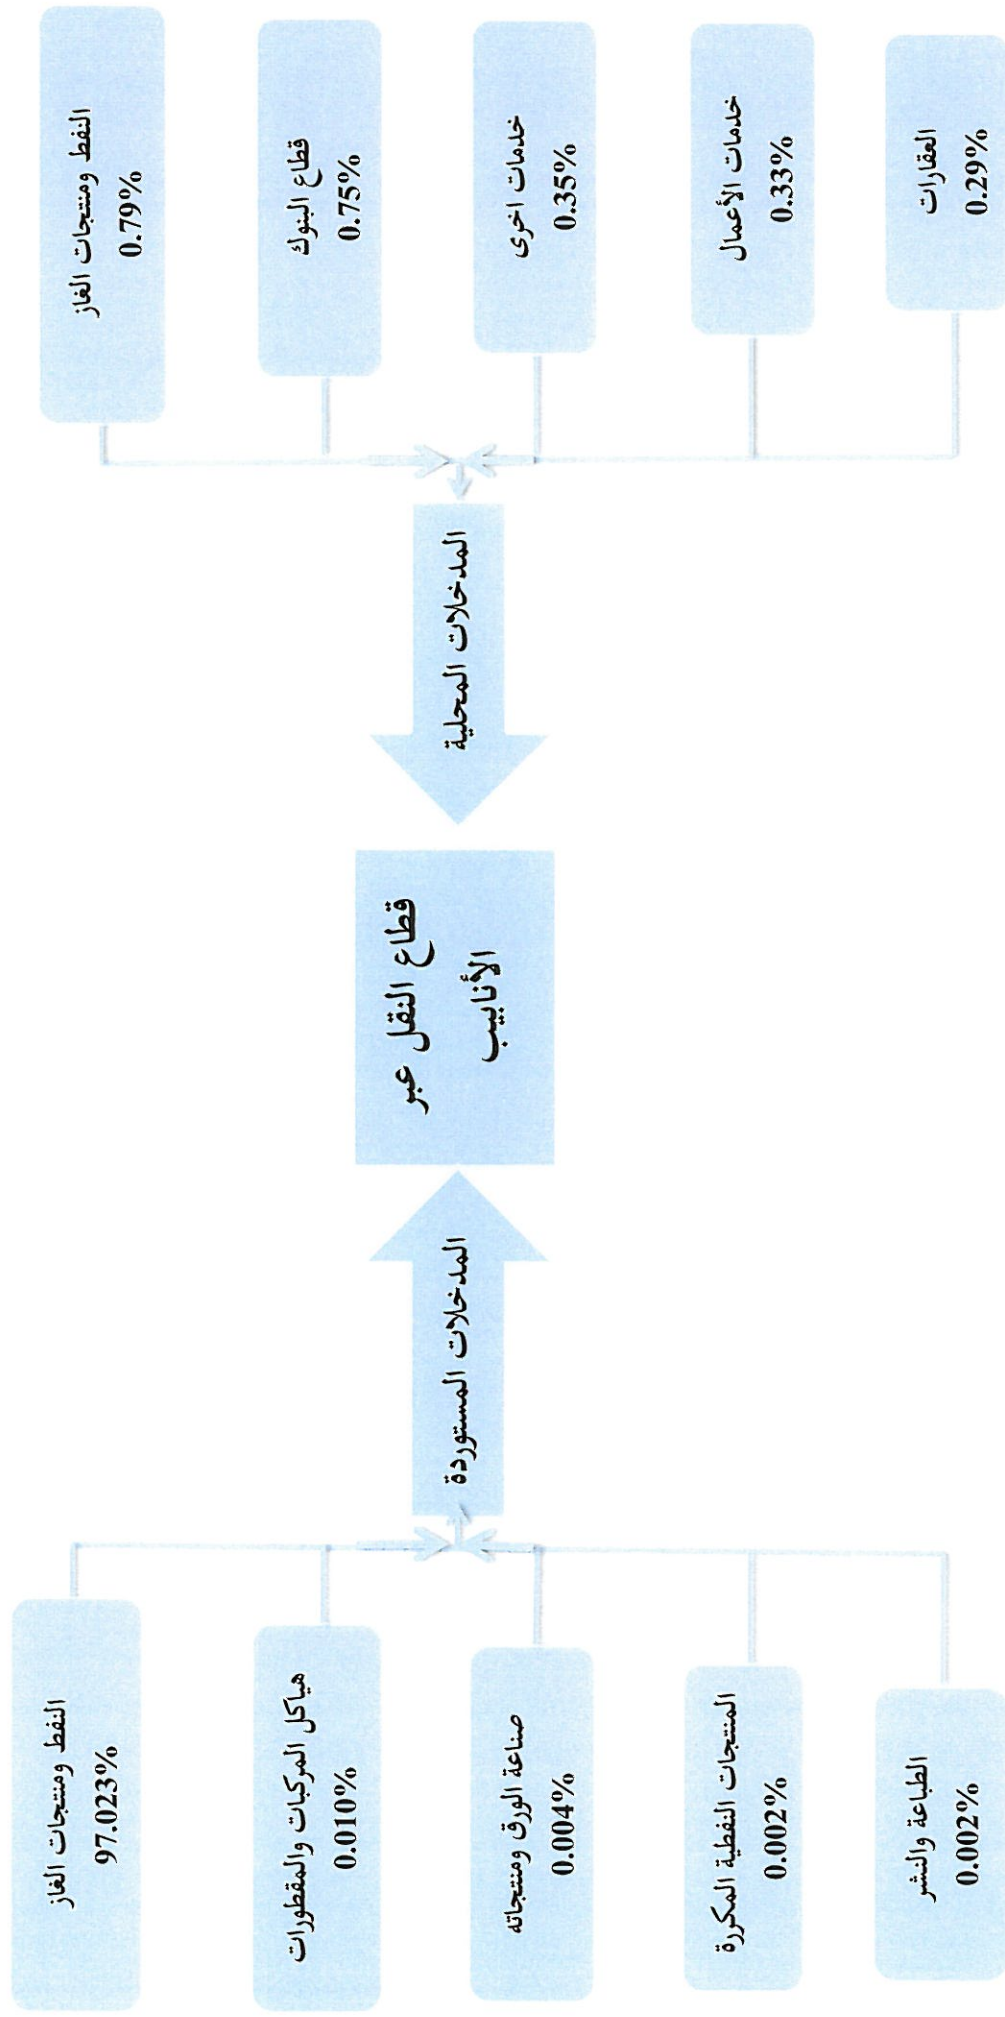 النفط ومنتجات الغاز
97.023%
هياكل المركبات والمقطورات
0.010%
صناعة الورق ومنتجاته
0.004%
المنتجات النفطية المكررة
0.002%
الطباعة والنشر
0.002%
المدخلات المستوردة
قطاع النقل عبر
الأنابيب
المدخلات المحلية
النفط ومنتجات الغاز
0.79%
قطاع البنوك
0.75%
خدمات اخرى
0.35%
خدمات الأعمال
0.33%
العقارات
0.29%